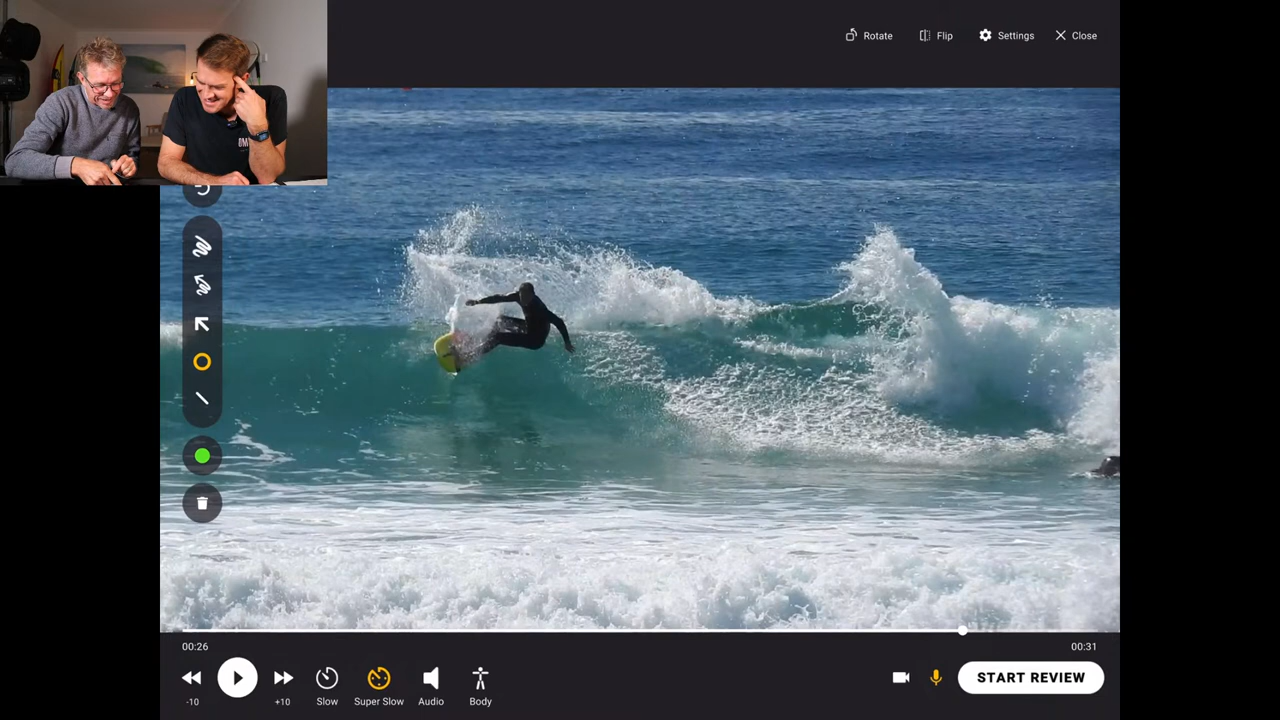 Rotate
Flip
Settings
Close
00:26
00:31
-10
+10
Slow
Super Slow
Audio
Body
START REVIEW